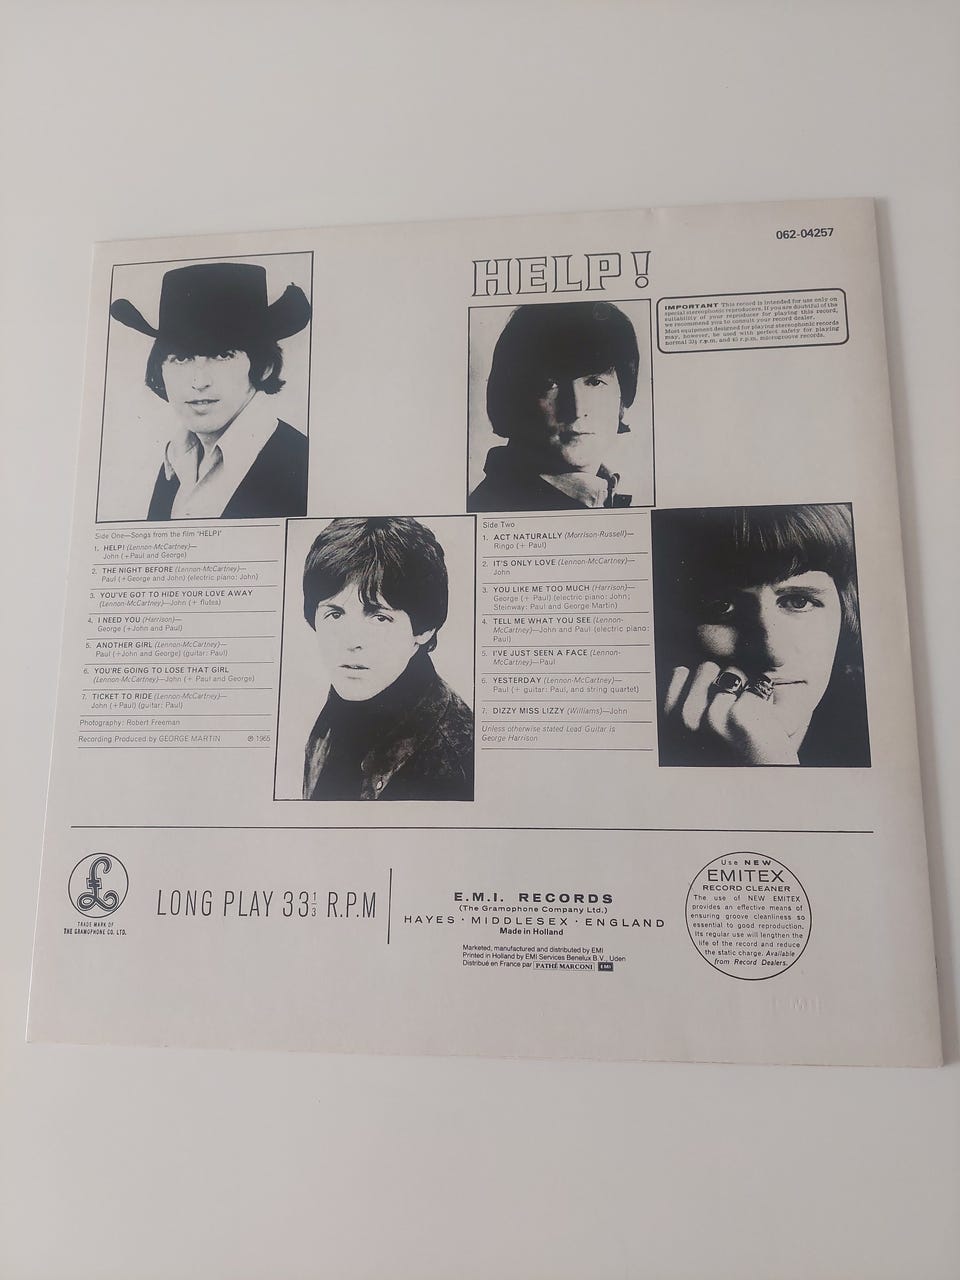 062-04257
HELP!
IMPORTANT This record is intended for use only on
special stereophonic reproducers. If you are doubtful of the
suitability of your reproducer for playing this record,
we recommend you to consult your record dealer.
Most equipment designed for playing stereophonic records
may, however, be used with perfect safety for playing
normal 33⅓ r.p.m. and 45 r.p.m. microgroove records.
Side One—Songs from the film "HELP!"
1. HELP! (Lennon-McCartney)—
John (+Paul and George)
2. THE NIGHT BEFORE (Lennon-McCartney)—
Paul (+George and John) (electric piano: John)
3. YOU'VE GOT TO HIDE YOUR LOVE AWAY
(Lennon-McCartney)—John (+ flutes)
4. I NEED YOU (Harrison)—
George (+John and Paul)
5. ANOTHER GIRL (Lennon-McCartney)—
Paul (+John and George) (guitar: Paul)
6. YOU'RE GOING TO LOSE THAT GIRL
(Lennon-McCartney)—John (+ Paul and George)
7. TICKET TO RIDE (Lennon-McCartney)—
John (+Paul) (guitar: Paul)
Photography: Robert Freeman
Recording Produced by GEORGE MARTIN ℗ 1965
Side Two
1. ACT NATURALLY (Morrison-Russell)—
Ringo (+ Paul)
2. IT'S ONLY LOVE (Lennon-McCartney)—
John
3. YOU LIKE ME TOO MUCH (Harrison)—
George (+ Paul) (electric piano: John;
Steinway: Paul and George Martin)
4. TELL ME WHAT YOU SEE (Lennon-
McCartney)—John and Paul (electric piano:
Paul)
5. I'VE JUST SEEN A FACE (Lennon-
McCartney)—Paul
6. YESTERDAY (Lennon-McCartney)—
Paul (+ guitar: Paul, and string quartet)
7. DIZZY MISS LIZZY (Williams)—John
Unless otherwise stated Lead Guitar is
George Harrison
£
TRADE MARK OF
THE GRAMOPHONE CO. LTD.
LONG PLAY 33⅓ R.P.M
E.M.I. RECORDS
(The Gramophone Company Ltd.)
HAYES · MIDDLESEX · ENGLAND
Made in Holland
Marketed, manufactured and distributed by EMI
Printed in Holland by EMI Services Benelux B.V., Uden
Distribué en France par PATHÉ MARCONI EMI
Use NEW
EMITEX
RECORD CLEANER
The use of NEW EMITEX
provides an effective means of
ensuring groove cleanliness so
essential to good reproduction.
Its regular use will lengthen the
life of the record and reduce
the static charge. Available
from Record Dealers.